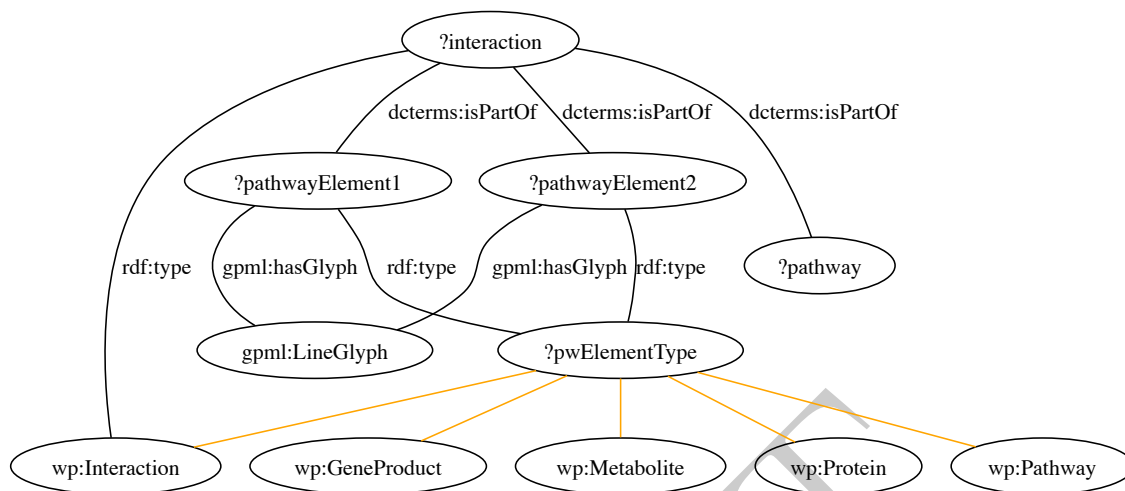 ?interaction
dcterms:isPartOf dcterms:isPartOf dcterms:isPartOf
?pathwayElement1 ?pathwayElement2
rdf:type gpml:hasGlyph rdf:type gpml:hasGlyph rdf:type ?pathway
gpml:LineGlyph ?pwElementType
wp:Interaction wp:GeneProduct wp:Metabolite wp:Protein wp:Pathway